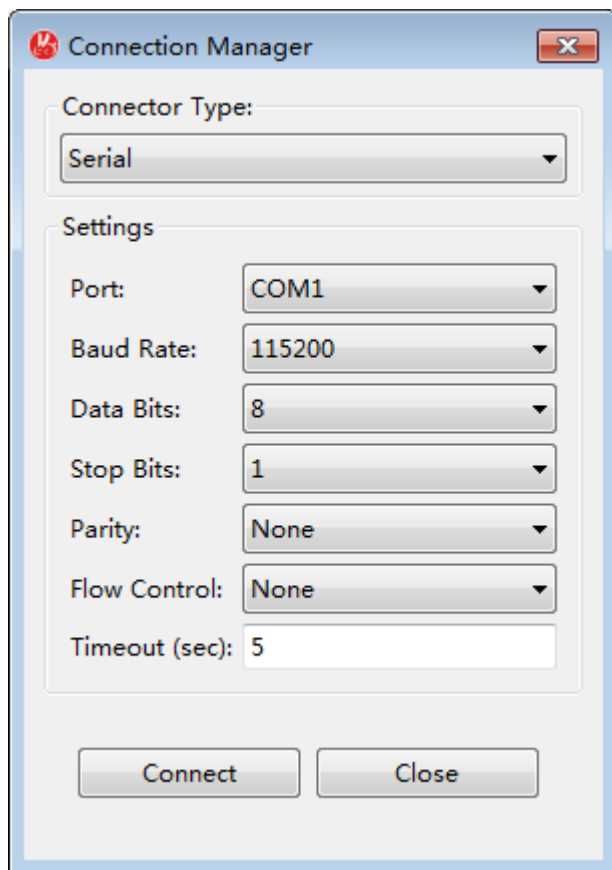 Connection Manager
Connector Type:
Serial
Settings
Port: COM1
Baud Rate: 115200
Data Bits: 8
Stop Bits: 1
Parity: None
Flow Control: None
Timeout (sec): 5
Connect Close